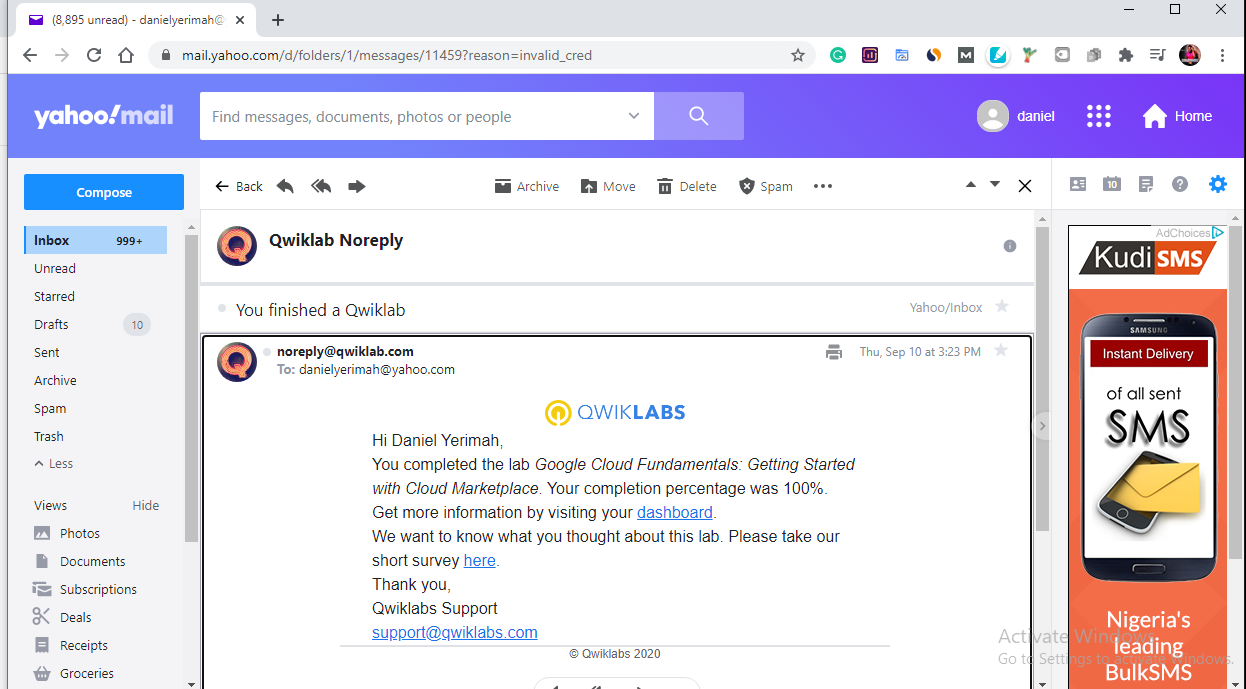 (8,895 unread) - danielyerimah@
mail.yahoo.com/d/folders/1/messages/11459?reason=invalid_cred
yahoo!mail
Find messages, documents, photos or people
daniel
Home
Compose
Back
Archive
Move
Delete
Spam
10
Inbox 999+
Unread
Starred
Drafts 10
Sent
Archive
Spam
Trash
Less
Views Hide
Photos
Documents
Subscriptions
Deals
Receipts
Groceries
Qwiklab Noreply
You finished a Qwiklab
Yahoo/Inbox
noreply@qwiklab.com
Thu, Sep 10 at 3:23 PM
To: danielyerimah@yahoo.com
QWIKLABS
Hi Daniel Yerimah,
You completed the lab Google Cloud Fundamentals: Getting Started
with Cloud Marketplace. Your completion percentage was 100%.
Get more information by visiting your dashboard.
We want to know what you thought about this lab. Please take our
short survey here.
Thank you,
Qwiklabs Support
support@qwiklabs.com
© Qwiklabs 2020
AdChoices
Kudi SMS
SAMSUNG
Instant Delivery
of all sent
SMS
Nigeria's
leading
BulkSMS
Activate Windows
Go to Settings to activate Windows.